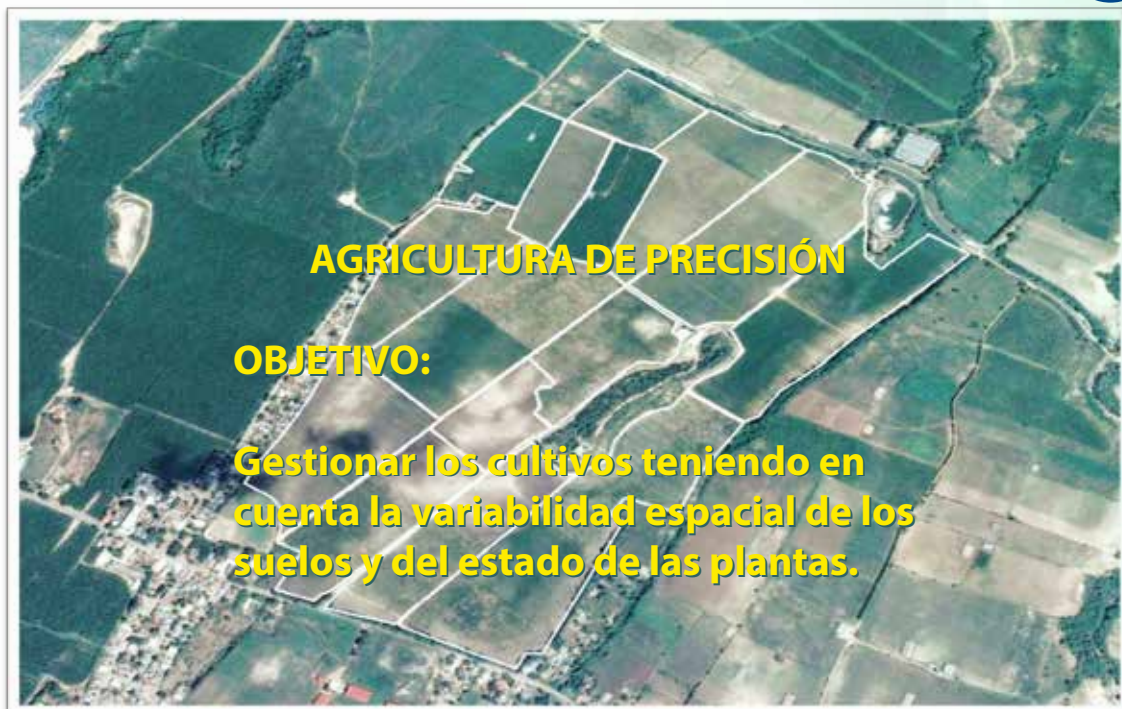 AGRICULTURA DE PRECISIÓN
OBJETIVO:
Gestionar los cultivos teniendo en
cuenta la variabilidad espacial de los
suelos y del estado de las plantas.